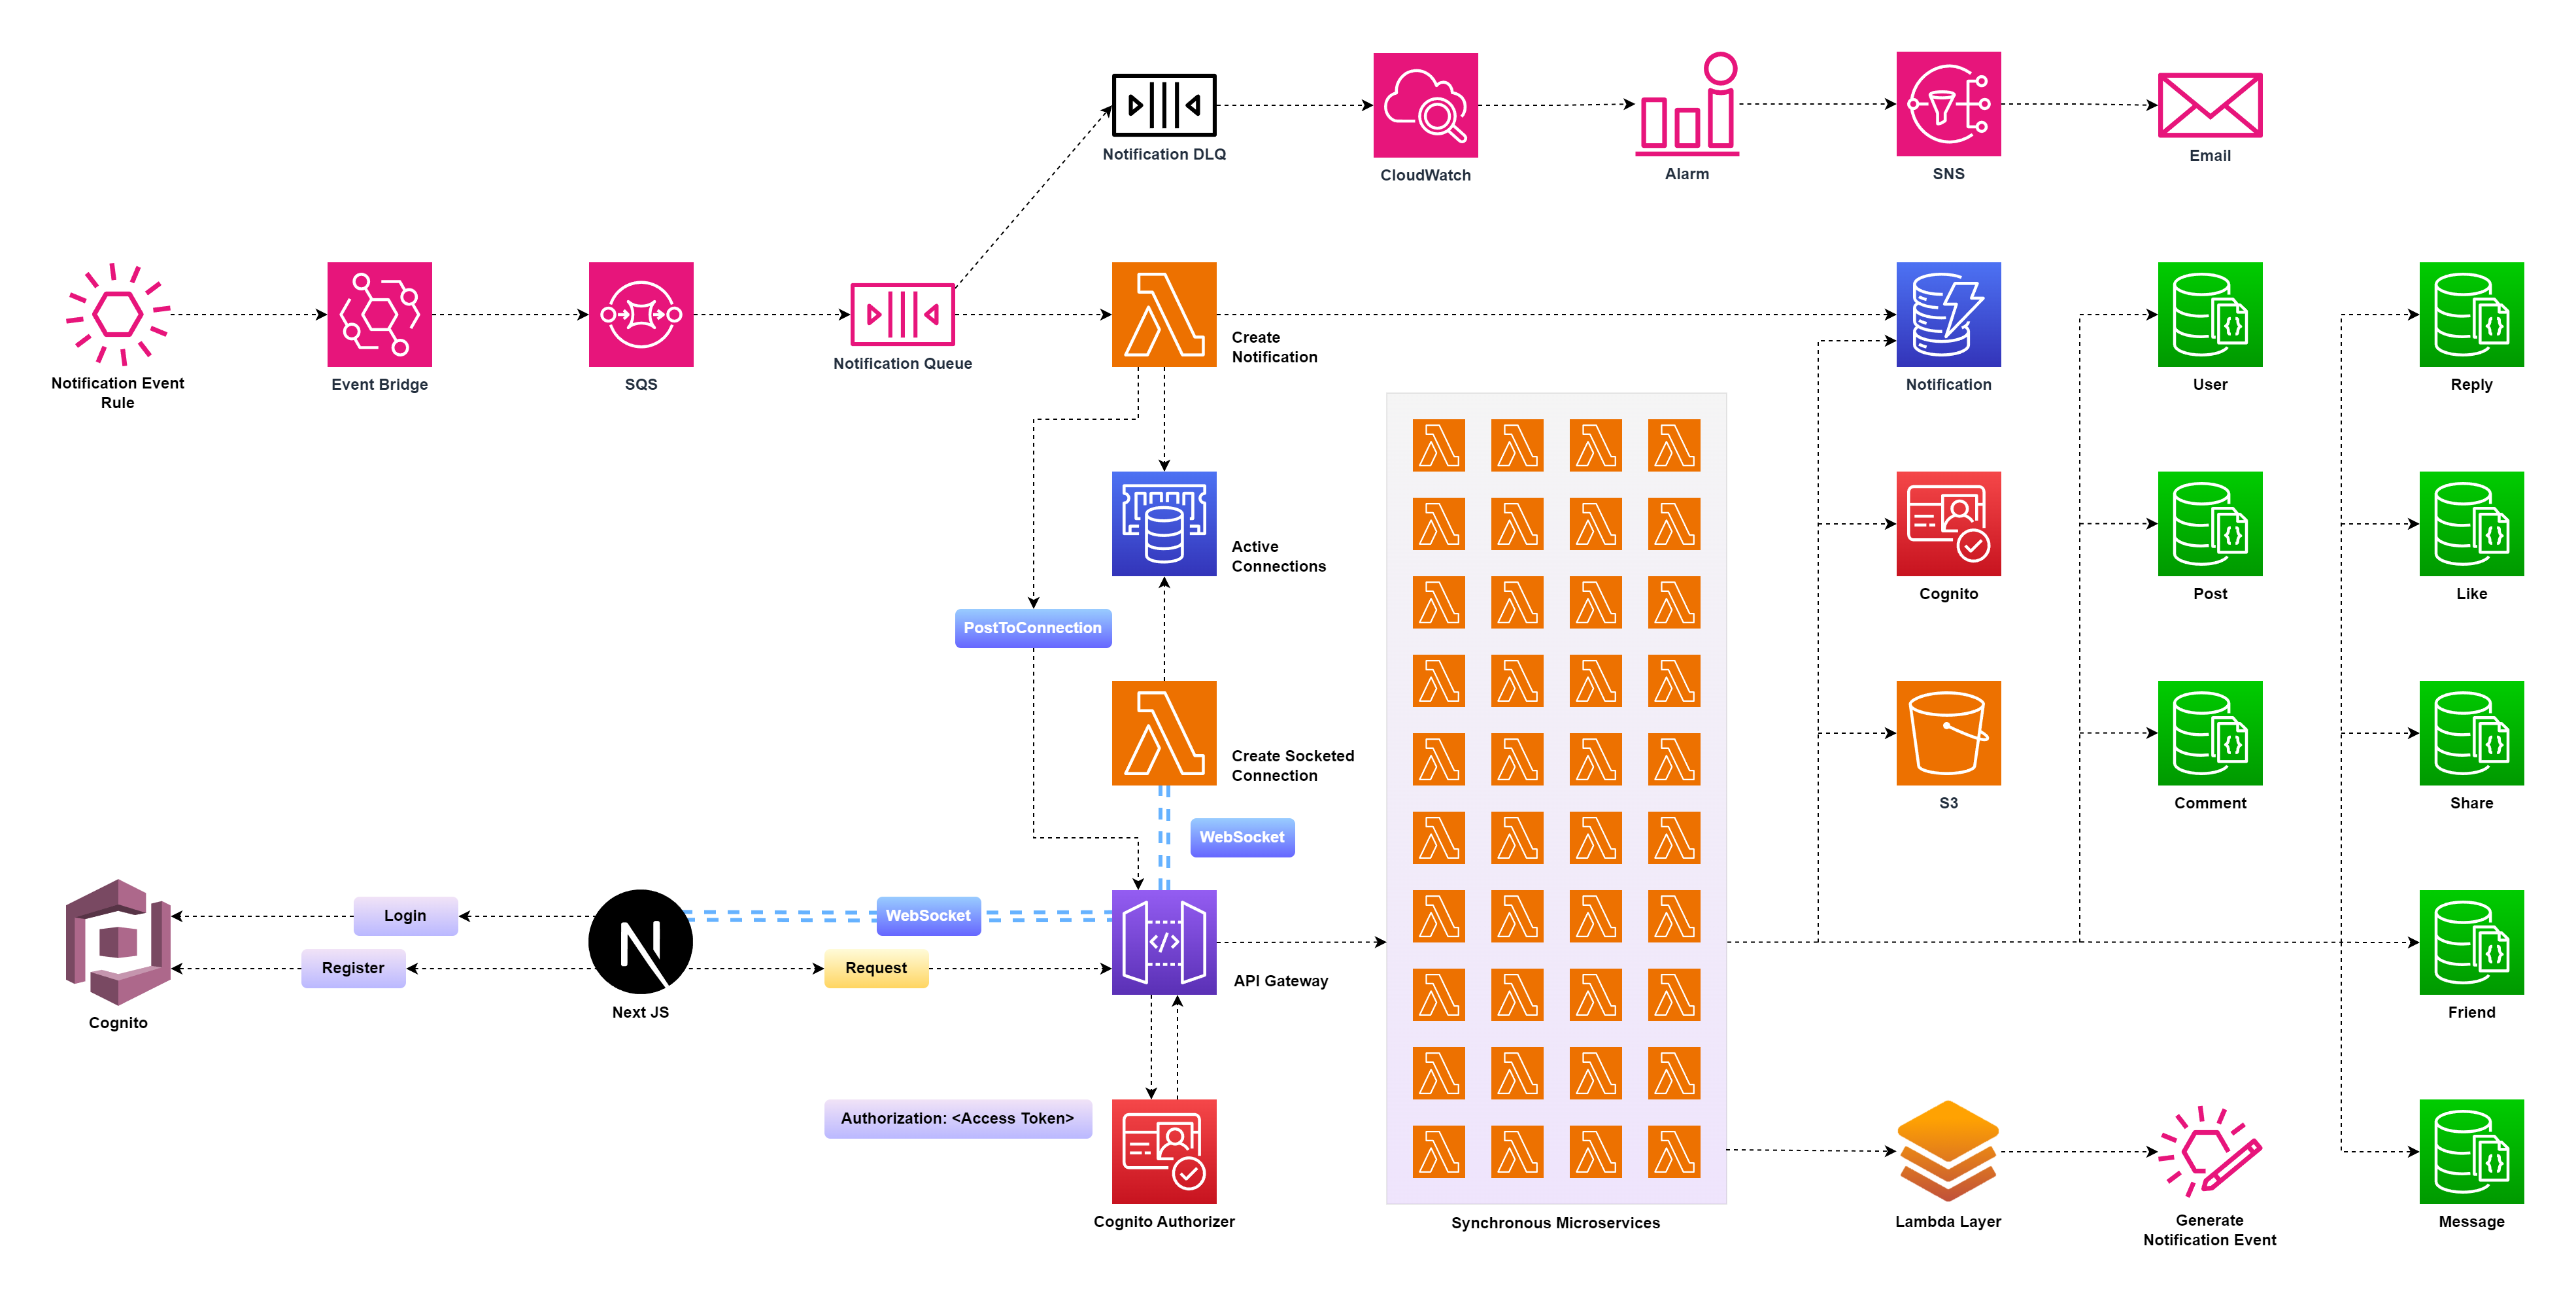 Notification DLQ
CloudWatch
Alarm
SNS
Email
Notification Event
Rule
Event Bridge
SQS
Notification Queue
Create
Notification
Notification
User
Reply
Active
Connections
Cognito
Post
Like
PostToConnection
Create Socketed
Connection
S3
Comment
Share
WebSocket
Login
WebSocket
Register
Request
Cognito
Next JS
API Gateway
Friend
Authorization: <Access Token>
Cognito Authorizer
Synchronous Microservices
Lambda Layer
Generate
Notification Event
Message